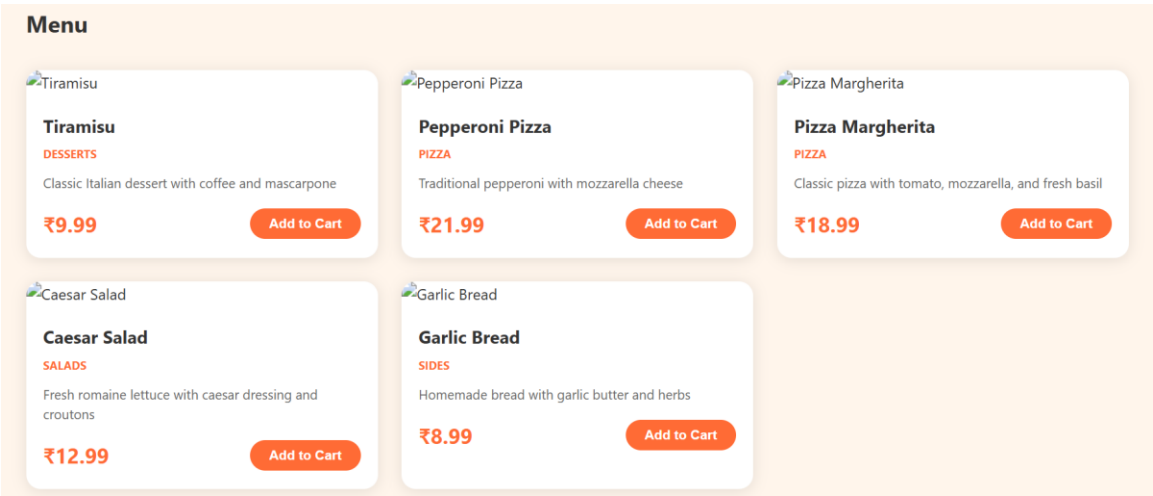 Menu
Tiramisu
Tiramisu
DESSERTS
Classic Italian dessert with coffee and mascarpone
₹9.99
Add to Cart
Pepperoni Pizza
Pepperoni Pizza
PIZZA
Traditional pepperoni with mozzarella cheese
₹21.99
Add to Cart
Pizza Margherita
Pizza Margherita
PIZZA
Classic pizza with tomato, mozzarella, and fresh basil
₹18.99
Add to Cart
Caesar Salad
Caesar Salad
SALADS
Fresh romaine lettuce with caesar dressing and
croutons
₹12.99
Add to Cart
Garlic Bread
Garlic Bread
SIDES
Homemade bread with garlic butter and herbs
₹8.99
Add to Cart